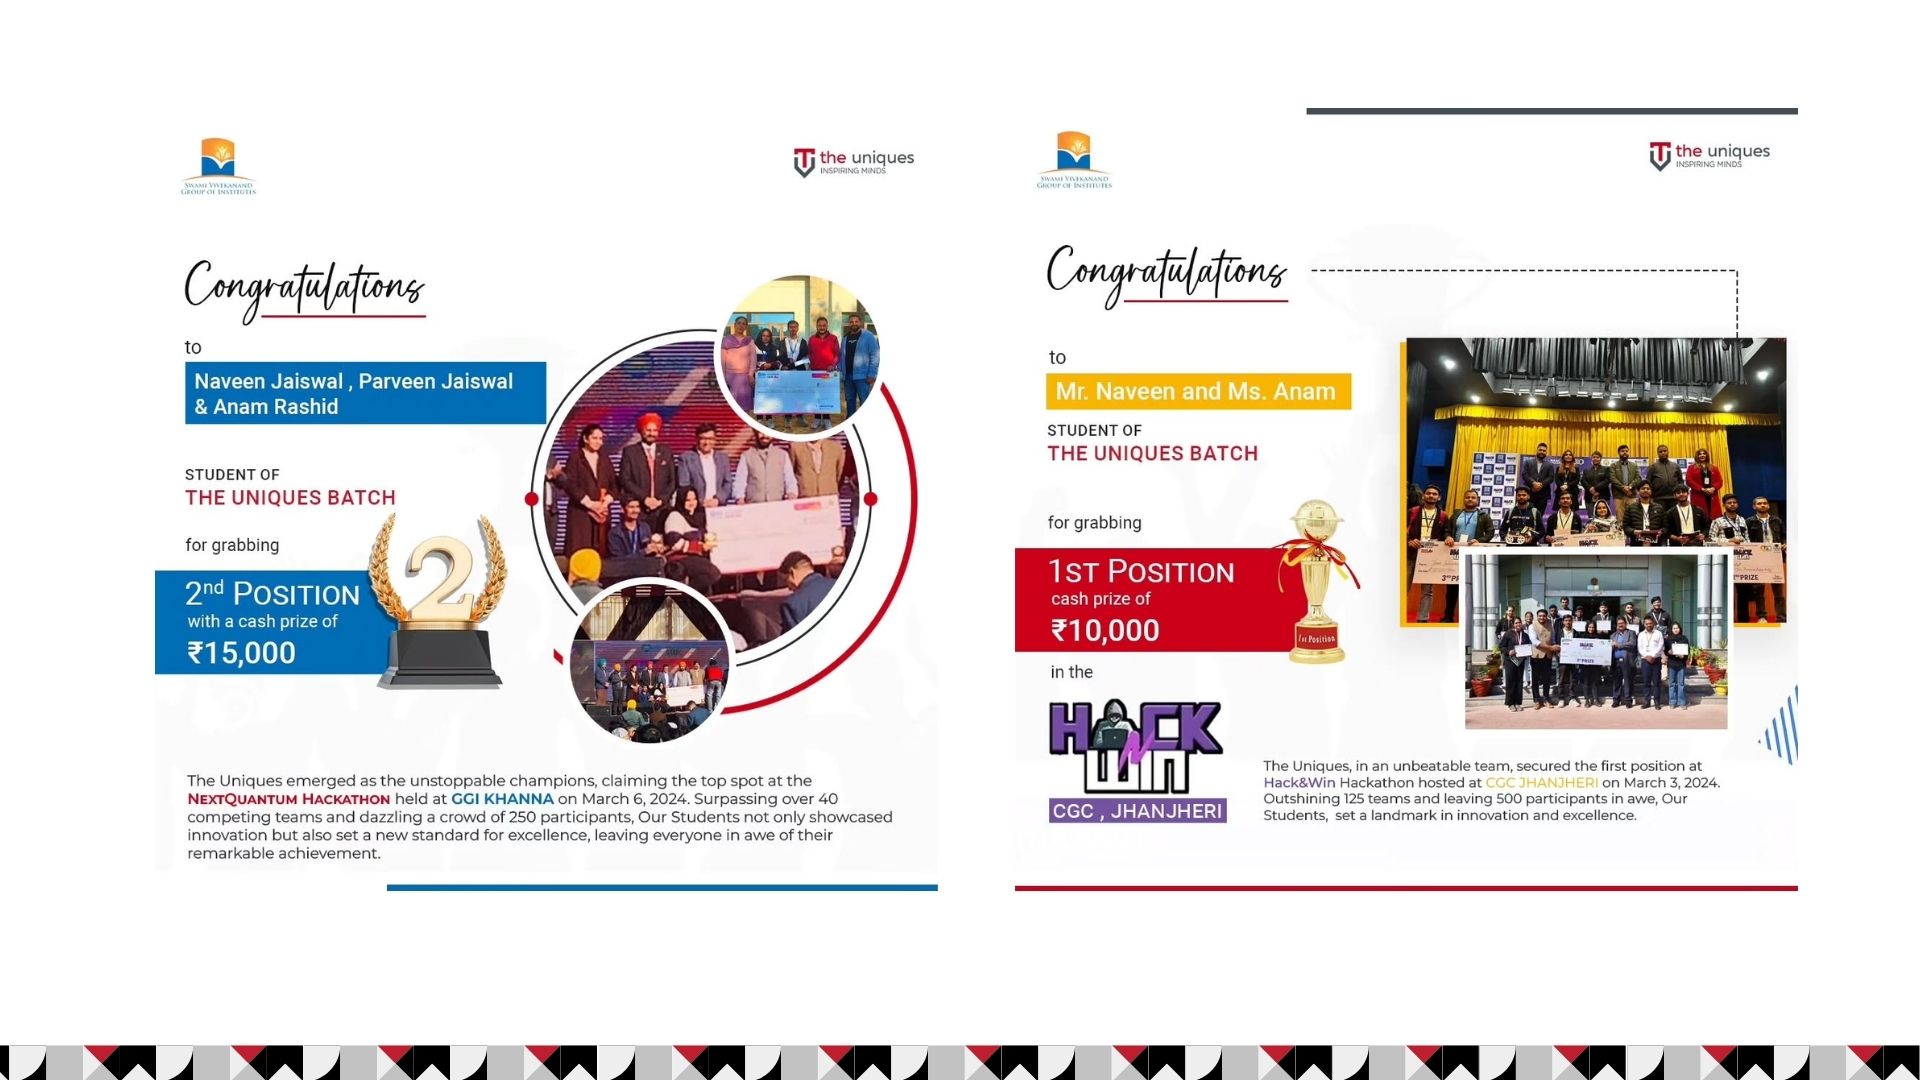 SWAMI VIVEKANAND
GROUP OF INSTITUTES
the uniques
INSPIRING MINDS
Congratulations
to
Naveen Jaiswal , Parveen Jaiswal
& Anam Rashid
STUDENT OF
THE UNIQUES BATCH
for grabbing
2nd POSITION
with a cash prize of
₹15,000
2
The Uniques emerged as the unstoppable champions, claiming the top spot at the
NEXTQUANTUM HACKATHON held at GGI KHANNA on March 6, 2024. Surpassing over 40
competing teams and dazzling a crowd of 250 participants, Our Students not only showcased
innovation but also set a new standard for excellence, leaving everyone in awe of their
remarkable achievement.
SWAMI VIVEKANAND
GROUP OF INSTITUTES
the uniques
INSPIRING MINDS
Congratulations
to
Mr. Naveen and Ms. Anam
STUDENT OF
THE UNIQUES BATCH
for grabbing
1ST POSITION
cash prize of
₹10,000
1st Position
in the
HACK
N
WIN
CGC , JHANJHERI
The Uniques, in an unbeatable team, secured the first position at
Hack&Win Hackathon hosted at CGC JHANJHERI on March 3, 2024.
Outshining 125 teams and leaving 500 participants in awe, Our
Students, set a landmark in innovation and excellence.